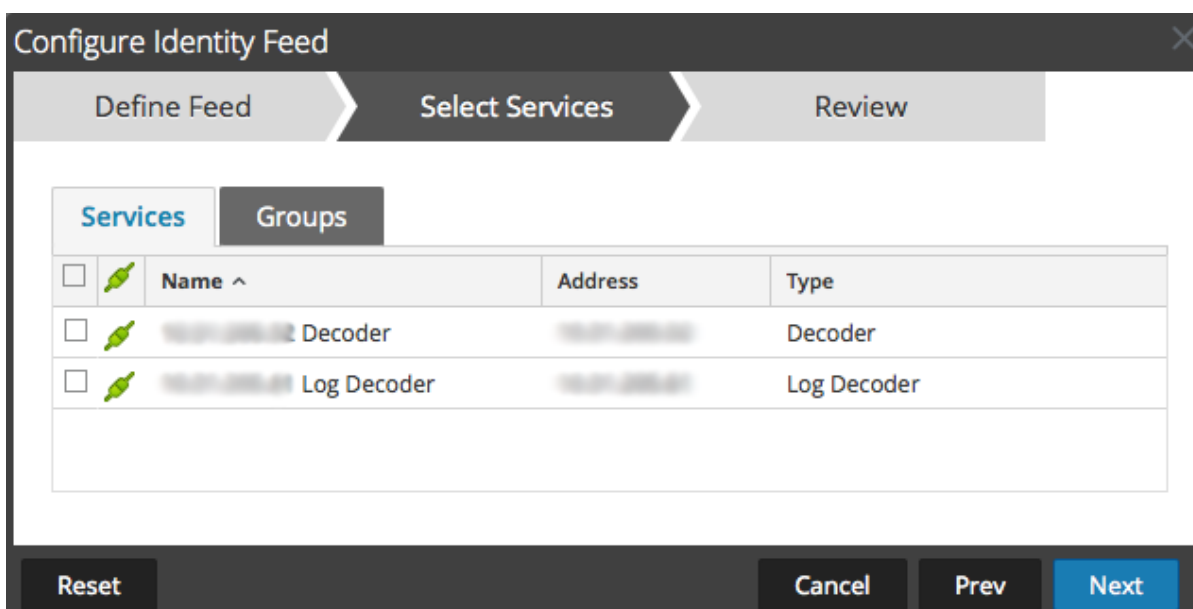 Configure Identity Feed
Define Feed Select Services Review
Services Groups
Name Address Type
Decoder Decoder
Log Decoder Log Decoder
Reset Cancel Prev Next